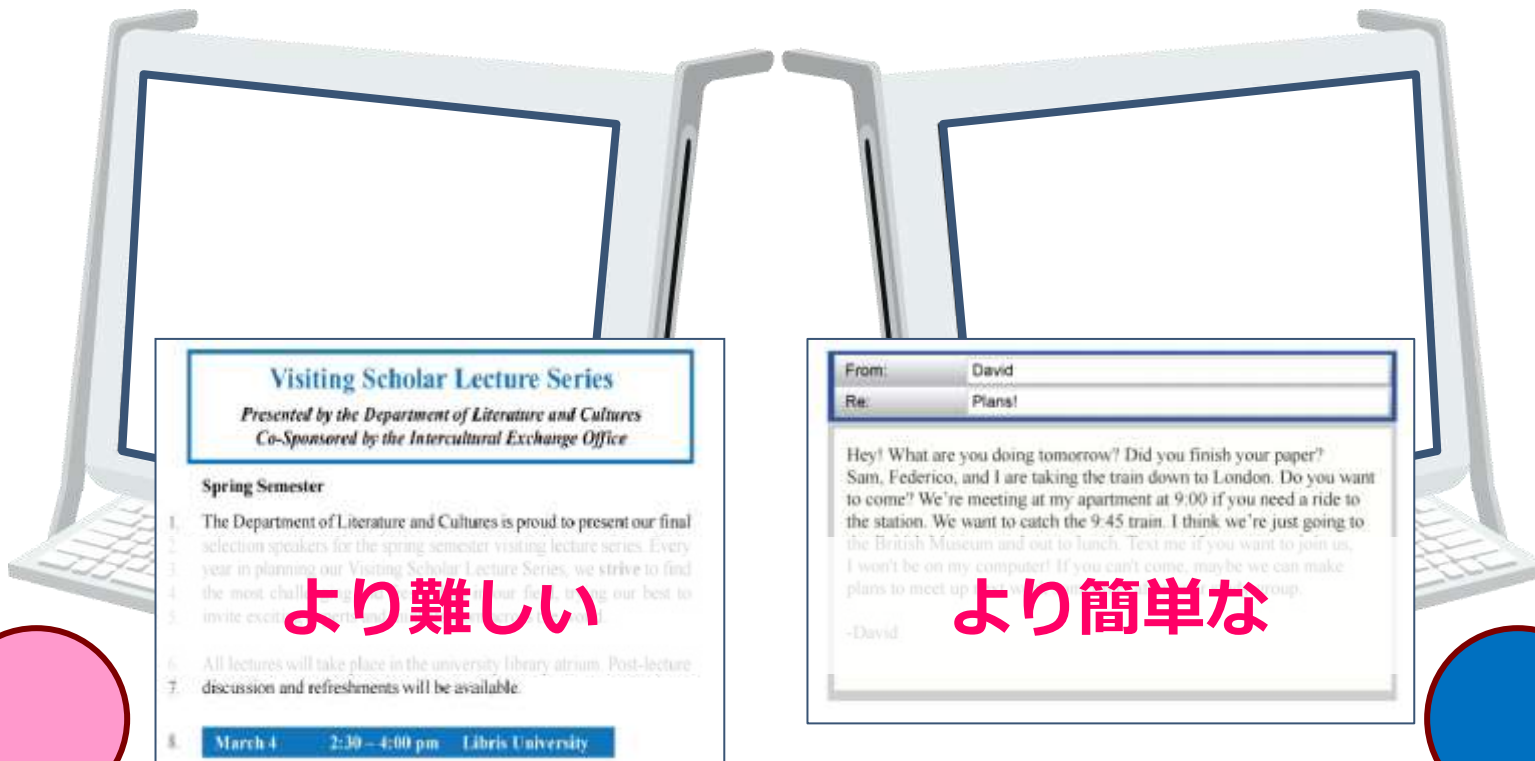 Visiting Scholar Lecture Series
Presented by the Department of Literature and Cultures
Co-Sponsored by the Intercultural Exchange Office
Spring Semester
1. The Department of Literature and Cultures is proud to present our final
2. selection speakers for the spring semester visiting lecture series. Every
3. year in planning our Visiting Scholar Lecture Series, we strive to find
4. the most our best to
5. invite
より難しい
6. All lectures will take place in the university library atrium. Post-lecture
7. discussion and refreshments will be available.
8. March 4 2:30 – 4:00 pm Libris University
From: David
Re: Plans!
Hey! What are you doing tomorrow? Did you finish your paper?
Sam, Federico, and I are taking the train down to London. Do you want
to come? We're meeting at my apartment at 9:00 if you need a ride to
the station. We want to catch the 9:45 train. I think we're just going to
the British Museum and out to lunch. Text me if you want to join us,
I won't be on my computer! If you can't come, maybe we can make
plans to meet up group.
より簡単な
-David